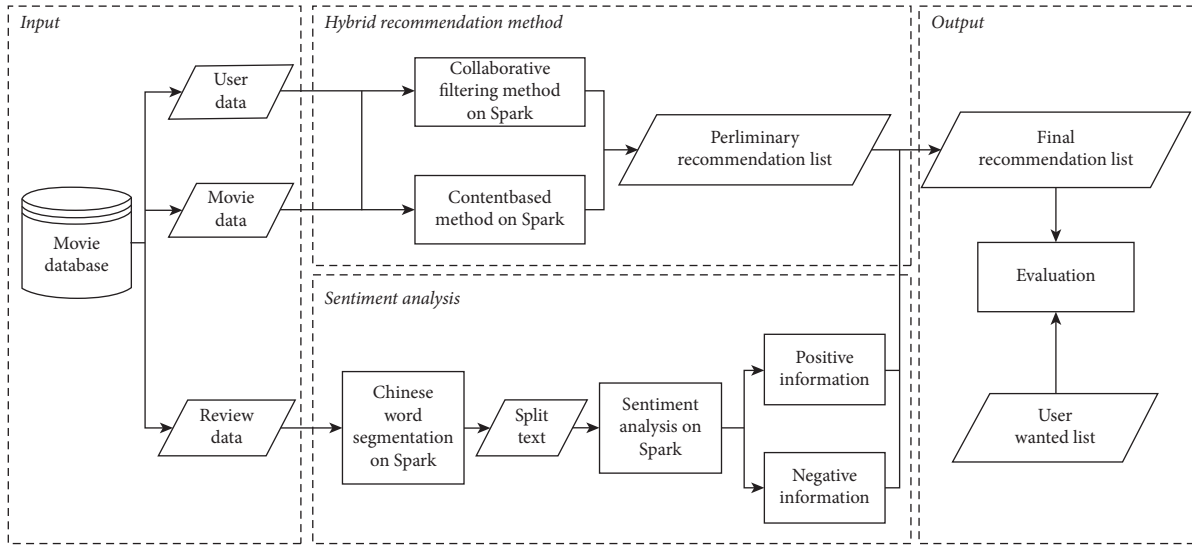 Input
User
data
Movie
data
Movie
database
Review
data
Hybrid recommendation method
Collaborative
filtering method
on Spark
Contentbased
method on Spark
Perliminary
recommendation list
Sentiment analysis
Chinese
word
segmentation
on Spark
Split
text
Sentiment
analysis on
Spark
Positive
information
Negative
information
Output
Final
recommendation list
Evaluation
User
wanted list